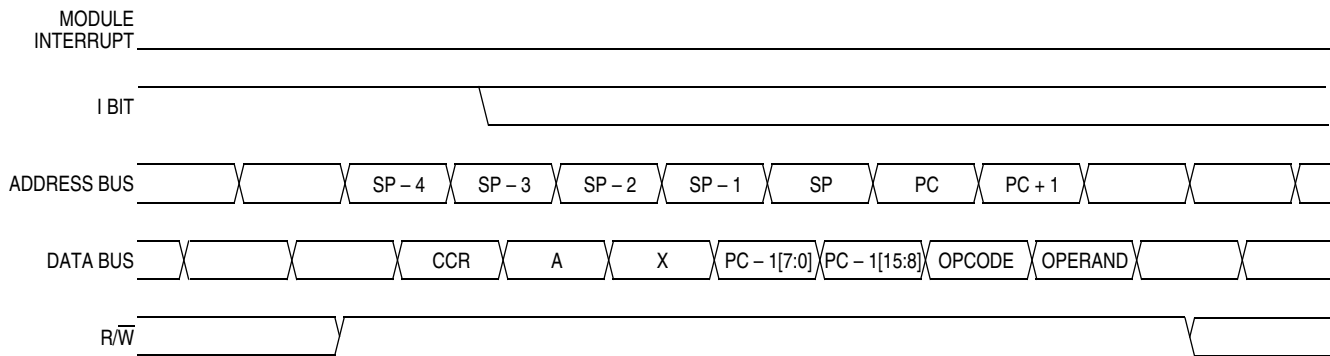 MODULE
INTERRUPT
I BIT
ADDRESS BUS SP – 4 SP – 3 SP – 2 SP – 1 SP PC PC + 1
DATA BUS CCR A X PC – 1[7:0] PC – 1[15:8] OPCODE OPERAND
R/W̅